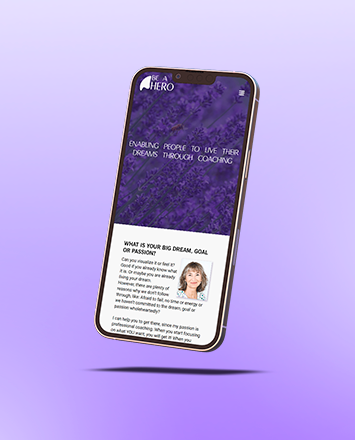 BE A
HERO
ENABLING PEOPLE TO LIVE THEIR
DREAMS THROUGH COACHING
WHAT IS YOUR BIG DREAM, GOAL
OR PASSION?
Can you visualize it or feel it?
Good if you already know what
it is. Or maybe you are already
living your dream.
However, there are plenty of
reasons why we don't follow
through, like: Afraid to fail, no time or energy or
we haven't committed to the dream, goal or
passion wholeheartedly?
I can help you to get there, since my passion is
professional coaching. When you start focusing
on what YOU want, you will get it! When you